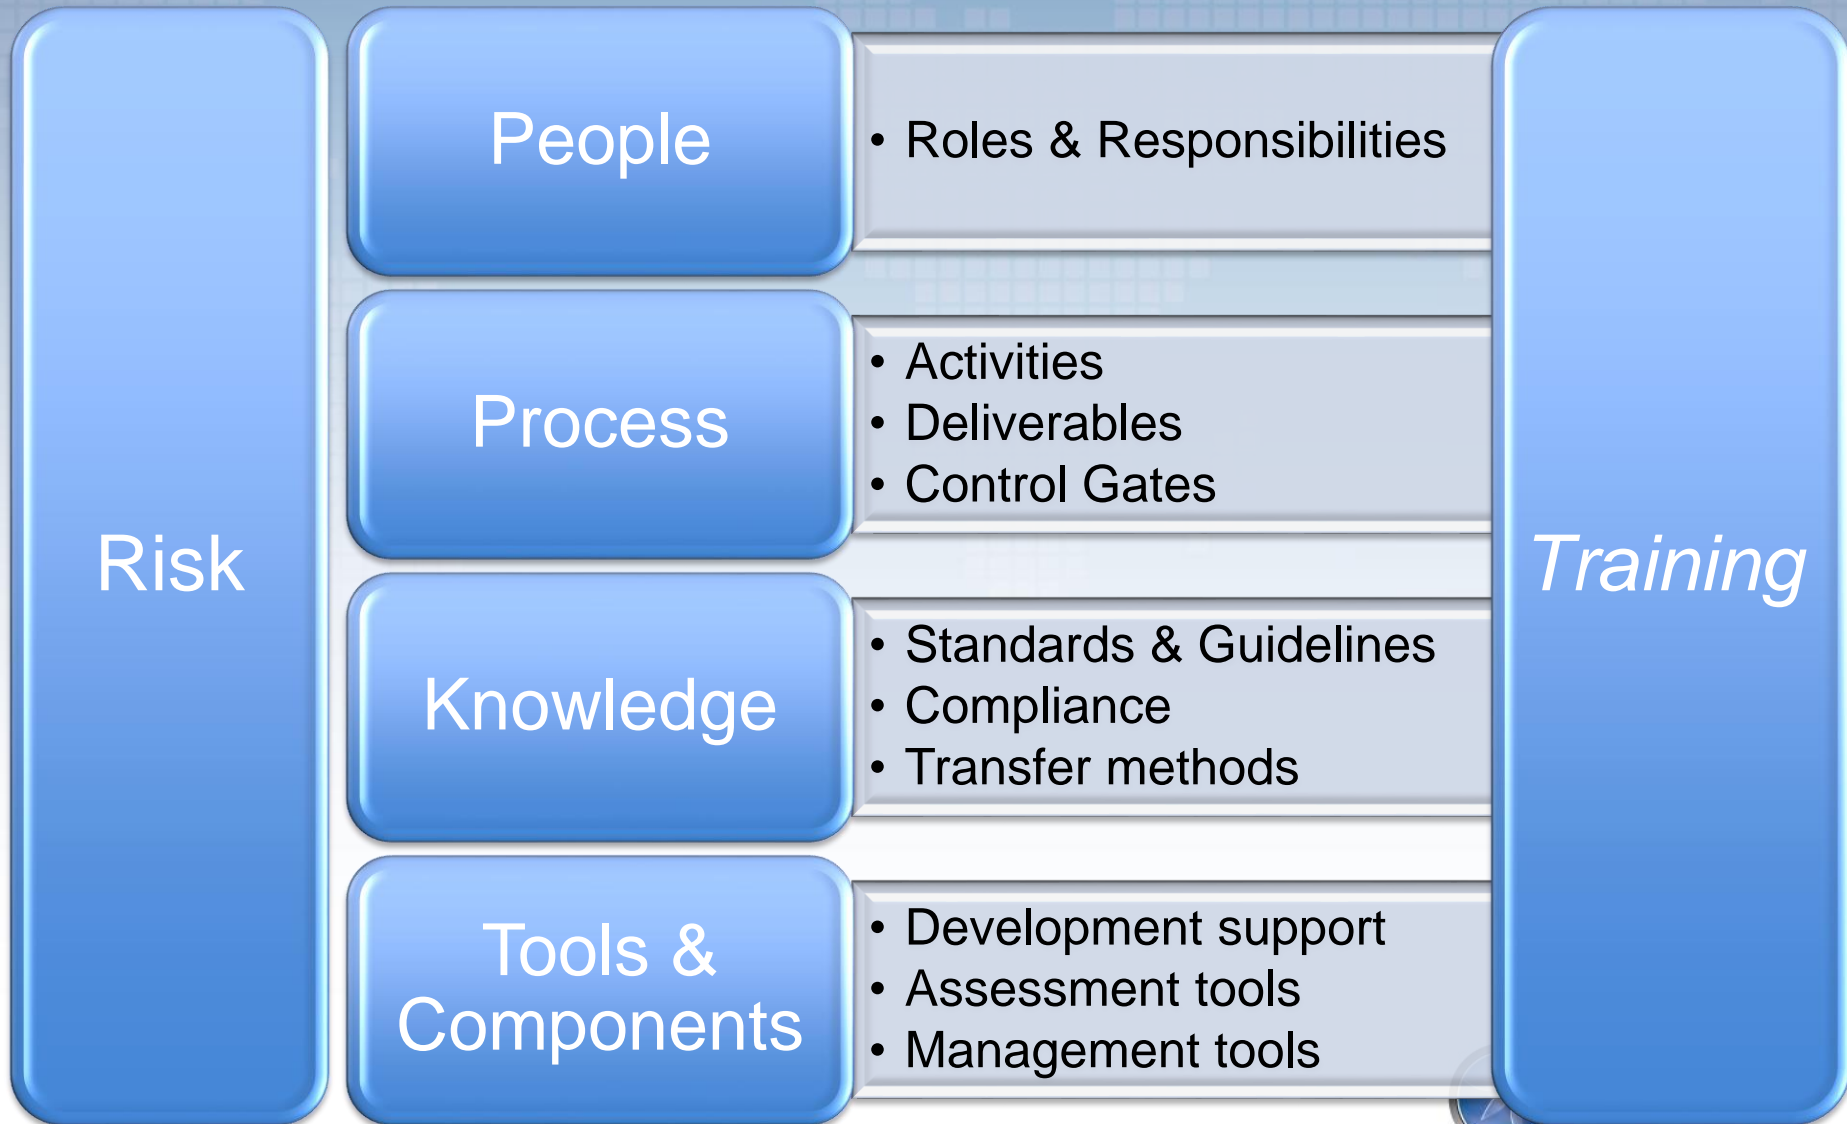 Risk
People
• Roles & Responsibilities
Process
• Activities
• Deliverables
• Control Gates
Knowledge
• Standards & Guidelines
• Compliance
• Transfer methods
Tools &
Components
• Development support
• Assessment tools
• Management tools
Training